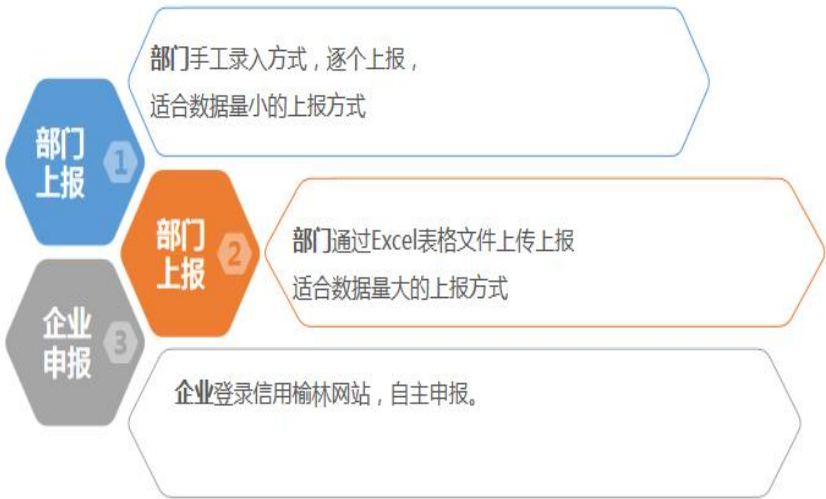 部门手工录入方式，逐个上报，
适合数据量小的上报方式
部门
上报
1
部门
上报
2
部门通过Excel表格文件上传上报
适合数据量大的上报方式
企业
申报
3
企业登录信用榆林网站，自主申报。